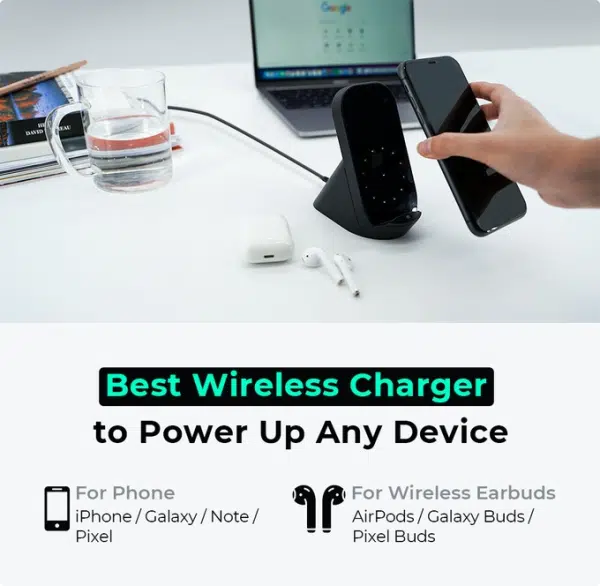 Google
Best Wireless Charger
to Power Up Any Device
For Phone
iPhone / Galaxy / Note /
Pixel
For Wireless Earbuds
AirPods / Galaxy Buds /
Pixel Buds